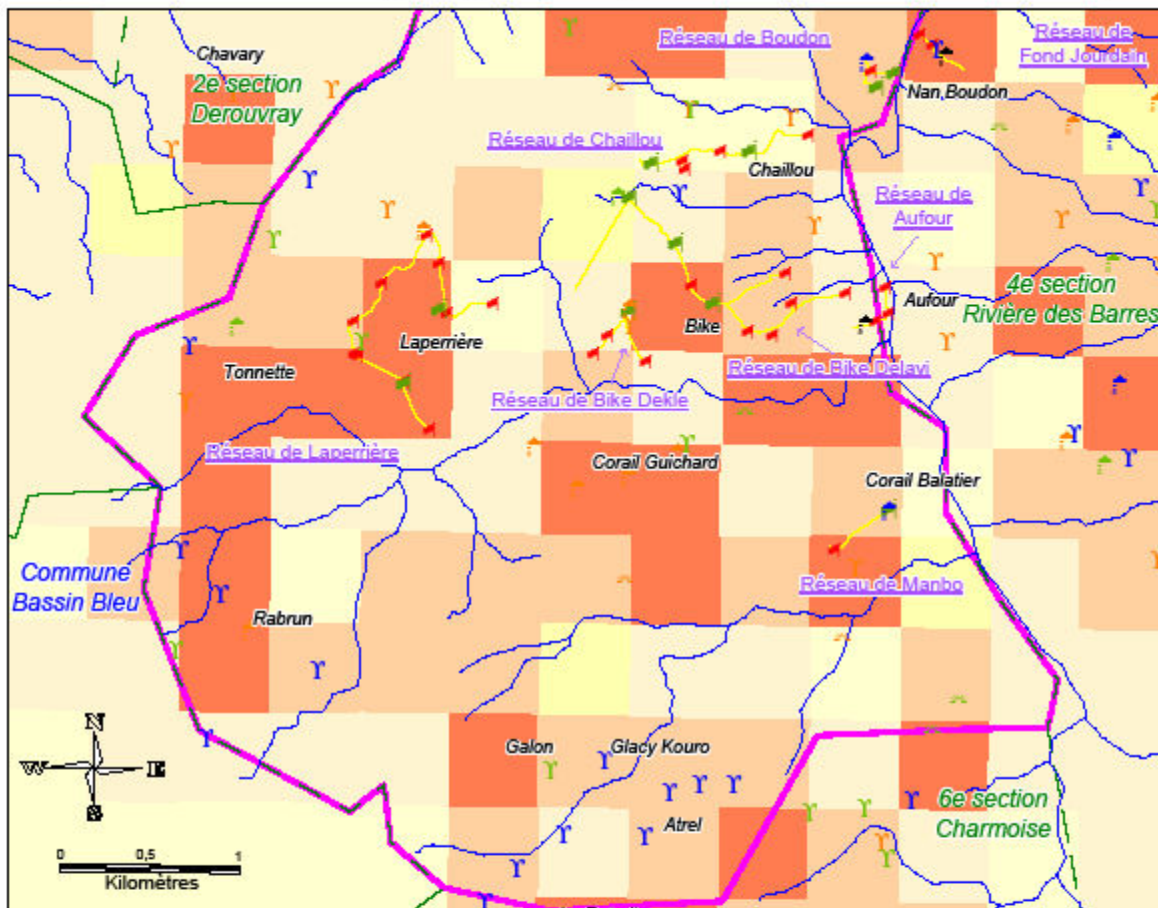 Réseau de Boudon
Réseau de
Fond Jourdain
Chavary
2e section
Derouvray
Nan Boudon
Réseau de Chaillou
Chaillou
Réseau de
Aufour
4e section
Rivière des Barres
Aufour
Bike
Laperrière
Tonnette
Réseau de Bike Délavi
Réseau de Bike Dekle
Réseau de Laperrière
Corail Guichard
Corail Balatier
Commune
Bassin Bleu
Réseau de Manbo
Rabrun
N
W E
S
Galon
Glacy Kouro
Atrel
6e section
Charmoise
0 0,5 1
Kilomètres